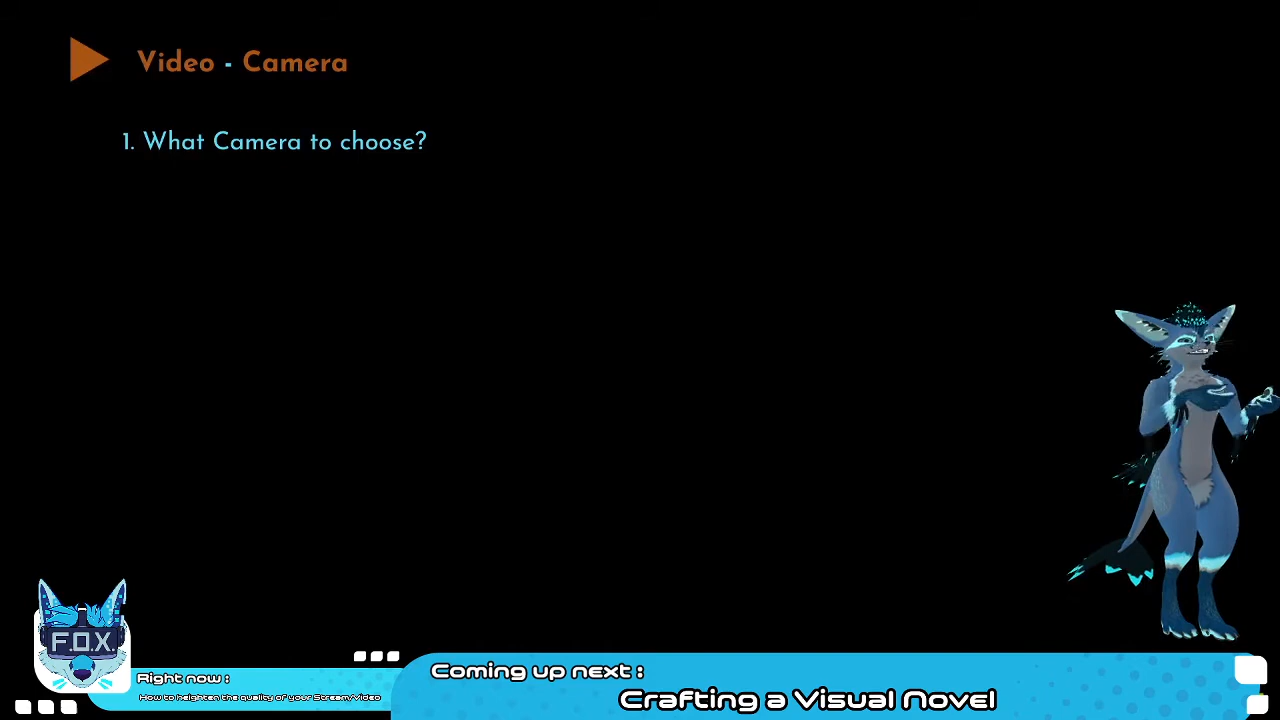 Video - Camera
1. What Camera to choose?
F.O.X.
Right now :
How to heighten the quality of your Stream/Video
Coming up next :
Crafting a Visual Novel